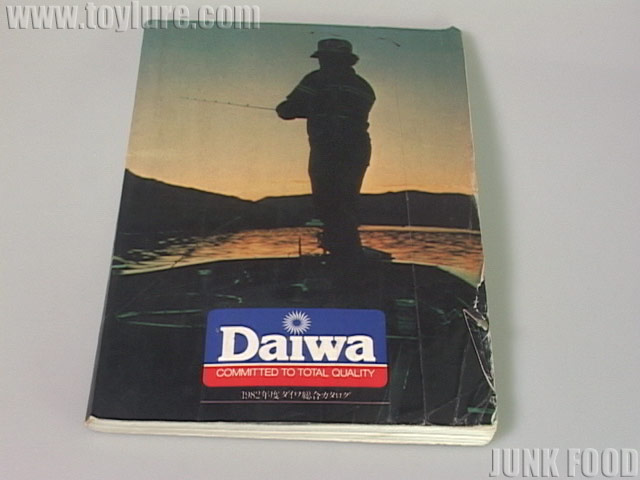 www.toylure.com
Daiwa
COMMITTED TO TOTAL QUALITY
1982年度ダイワ総合カタログ
JUNK FOOD